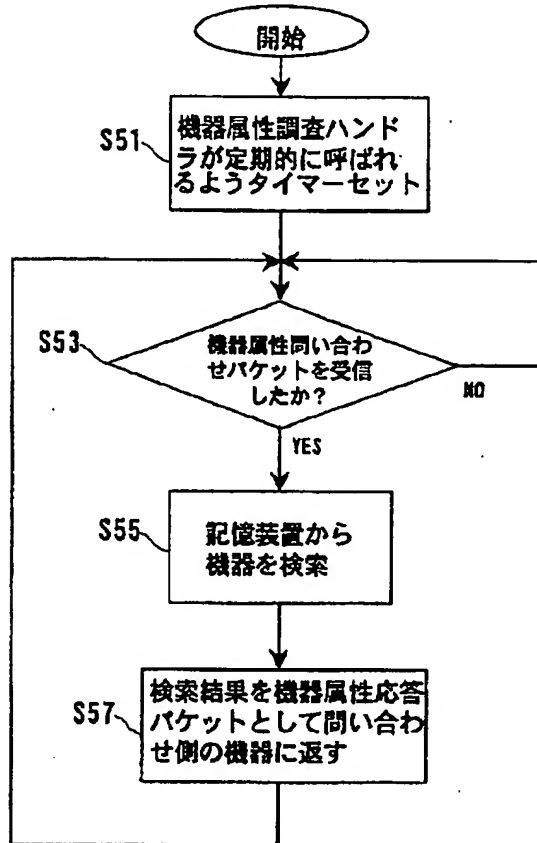 開始
S51
機器属性調査ハンド
ラが定期的に呼ばれ
るようタイマーセット
S53
機器属性問い合わ
せパケットを受信
したか？
NO
YES
S55
記憶装置から
機器を検索
S57
検索結果を機器属性応答
パケットとして問い合わ
せ側の機器に返す